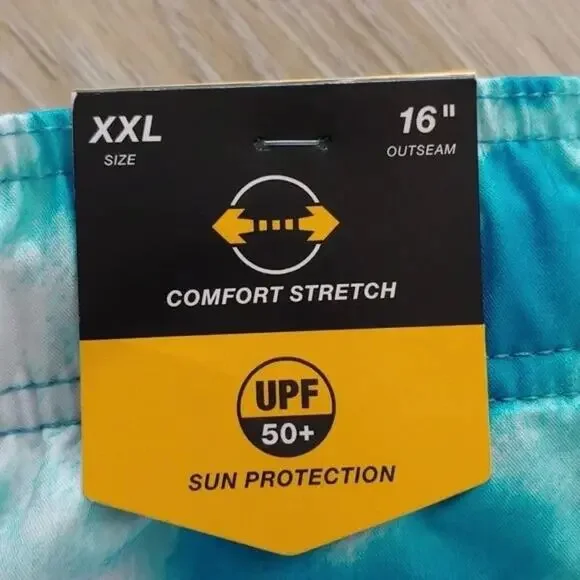 XXL 16"
SIZE OUTSEAM
COMFORT STRETCH
UPF
50+
SUN PROTECTION